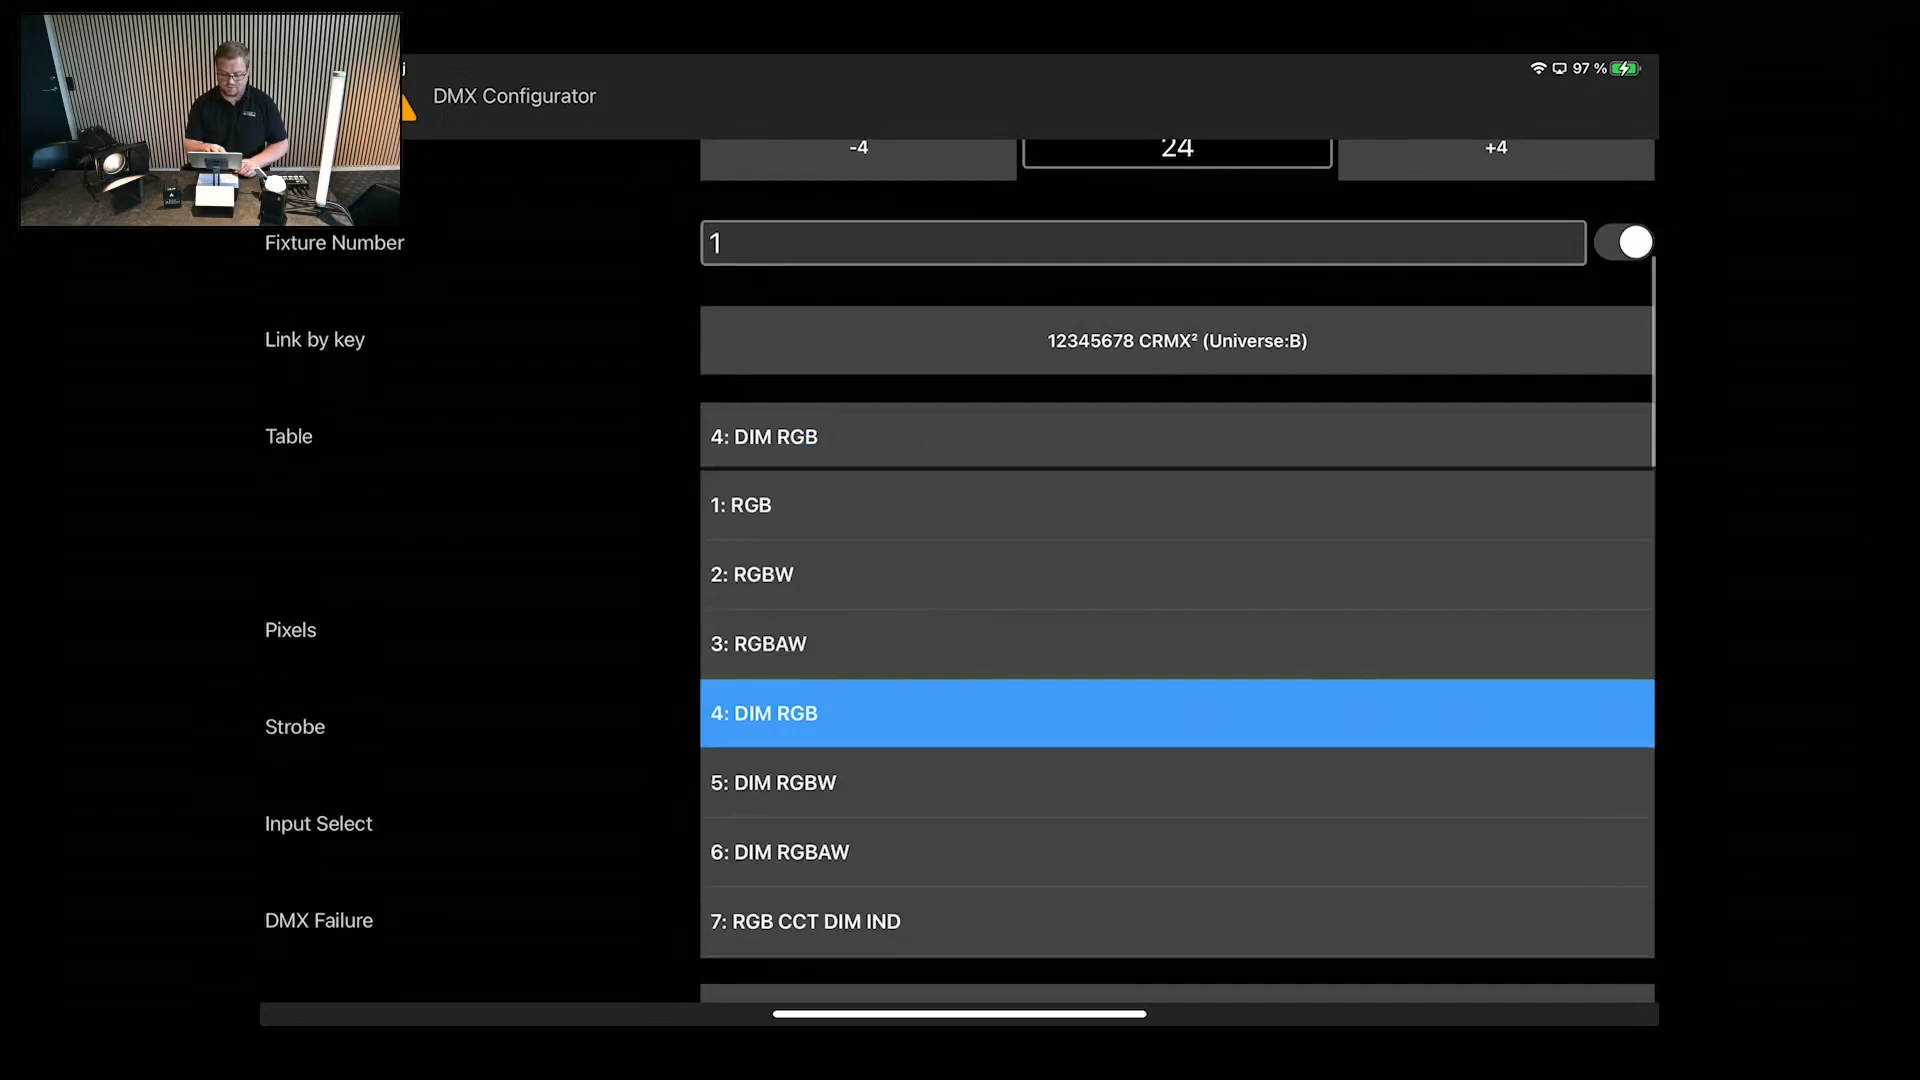 j
97 %
DMX Configurator
-4
24
+4
Fixture Number
1
Link by key
12345678 CRMX² (Universe:B)
Table
4: DIM RGB
1: RGB
2: RGBW
3: RGBAW
Pixels
4: DIM RGB
Strobe
5: DIM RGBW
Input Select
6: DIM RGBAW
DMX Failure
7: RGB CCT DIM IND